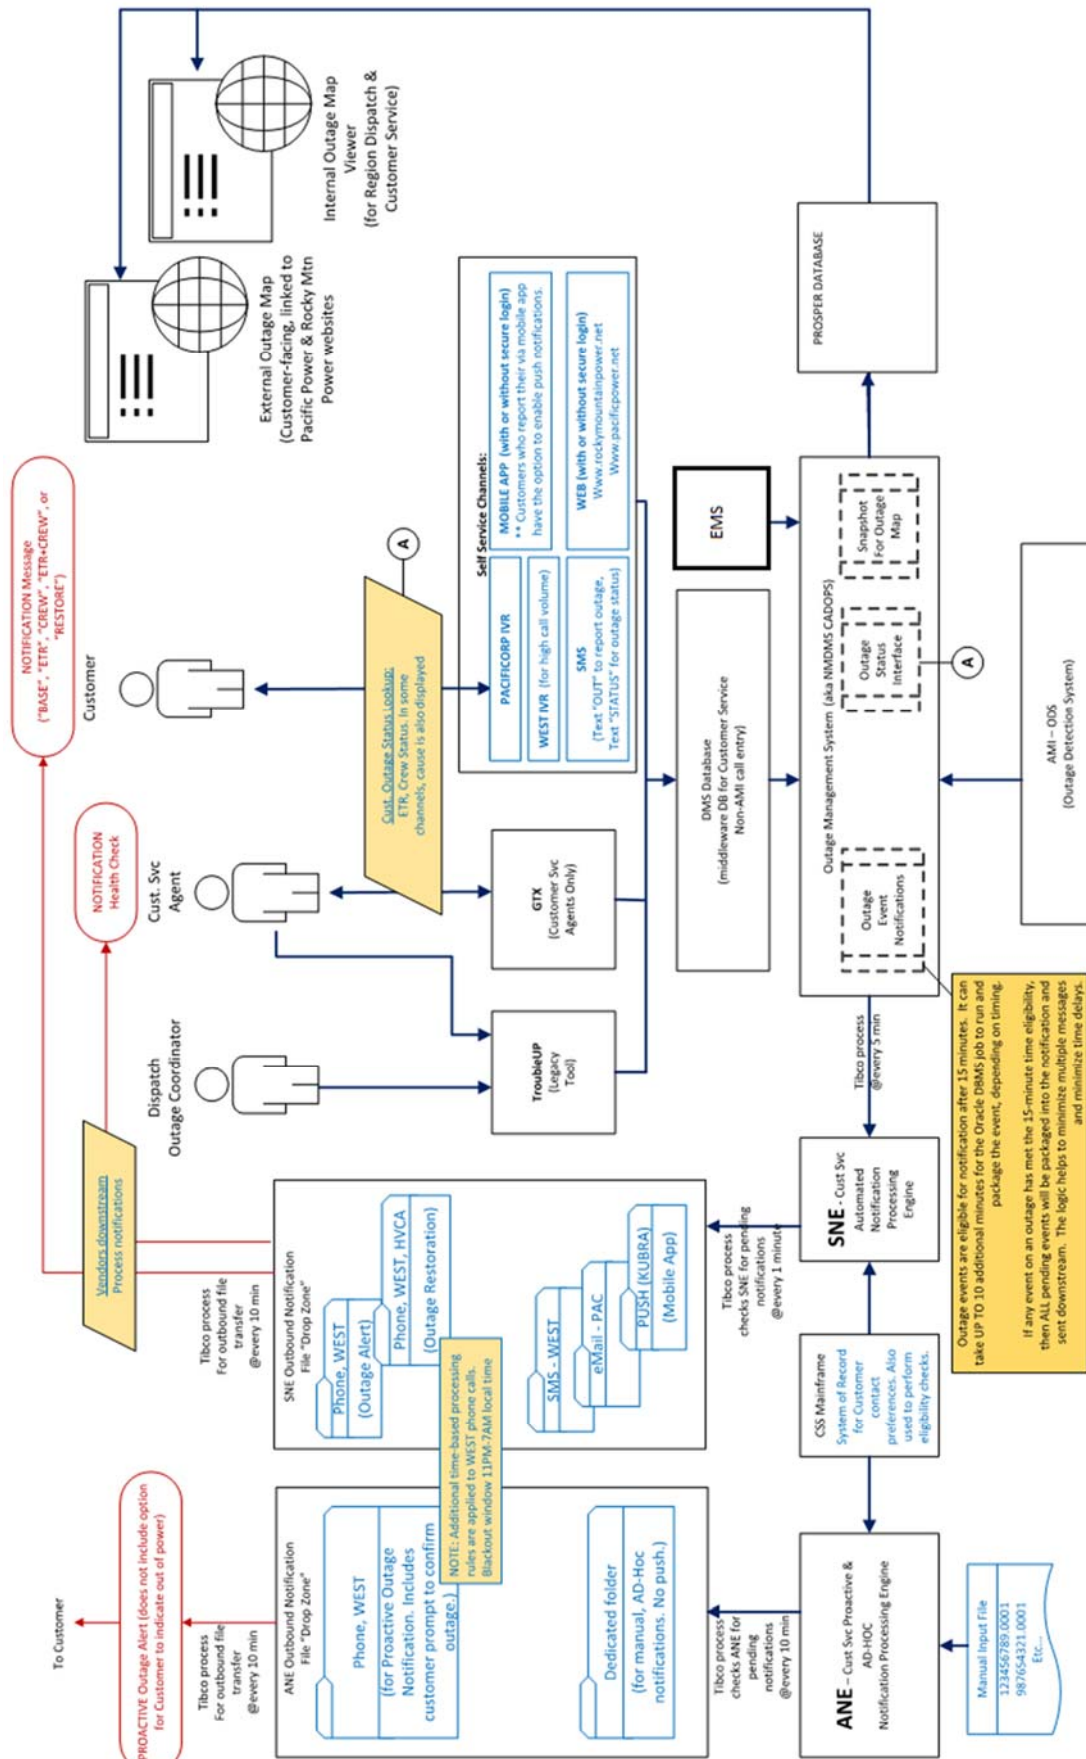 To Customer
PROACTIVE Outage Alert (does not include option
for Customer to indicate out of power)
Tibco process
For outbound file
transfer
@every 10 min
ANE Outbound Notification
File "Drop Zone"
Phone, WEST
(for Proactive Outage
Notification. Includes
customer prompt to confirm
outage.)
Dedicated folder
(for manual, AD-Hoc
notifications. No push.)
Tibco process
checks ANE for
pending
notifications
@every 10 min
ANE – Cust Svc Proactive &
AD-HOC
Notification Processing Engine
Manual Input File
123456789.0001
987654321.0001
Etc...
NOTE: Additional time-based processing
rules are applied to WEST phone calls.
Blackout window 11PM-7AM local time
CSS Mainframe
System of Record
for Customer
contact
preferences. Also
used to perform
eligibility checks.
Vendors downstream
Process notifications
Tibco process
For outbound file
transfer
@every 10 min
SNE Outbound Notification
File "Drop Zone"
Phone, WEST
(Outage Alert)
Phone, WEST, HVCA
(Outage Restoration)
SMS - WEST
eMail - PAC
PUSH (KUBRA)
(Mobile App)
Tibco process
checks SNE for pending
notifications
@every 1 minute
SNE - Cust Svc
Automated
Notification
Processing
Engine
Tibco process
@every 5 min
Outage events are eligible for notification after 15 minutes. It can
take UP TO 10 additional minutes for the Oracle DBMS job to run and
package the event, depending on timing.
If any event on an outage has met the 15-minute time eligibility,
then ALL pending events will be packaged into the notification and
sent downstream. The logic helps to minimize multiple messages
and minimize time delays.
NOTIFICATION
Health Check
NOTIFICATION Message
("BASE", "ETR", "CREW", "ETR+CREW", or
"RESTORE")
Dispatch
Outage Coordinator
Cust. Svc
Agent
Customer
TroubleUP
(Legacy
Tool)
GTX
(Customer Svc
Agents Only)
Cust. Outage Status Lookup:
ETR, Crew Status. In some
channels, cause is also displayed
A
Self Service Channels:
PACIFICORP IVR
WEST IVR (for high call volume)
MOBILE APP (with or without secure login)
** Customers who report their via mobile app
have the option to enable push notifications.
SMS
(Text "OUT" to report outage,
Text "STATUS" for outage status)
WEB (with or without secure login)
Www.rockymountainpower.net
Www.pacificpower.net
DMS Database
(middleware DB for Customer Service
Non-AMI call entry)
EMS
Outage Management System (aka NMDMS CADOPS)
Outage
Event
Notifications
Outage
Status
Interface
Snapshot
For Outage
Map
A
AMI – ODS
(Outage Detection System)
PROSPER DATABASE
External Outage Map
(Customer-facing, linked to
Pacific Power & Rocky Mtn
Power websites
Internal Outage Map
Viewer
(for Region Dispatch &
Customer Service)